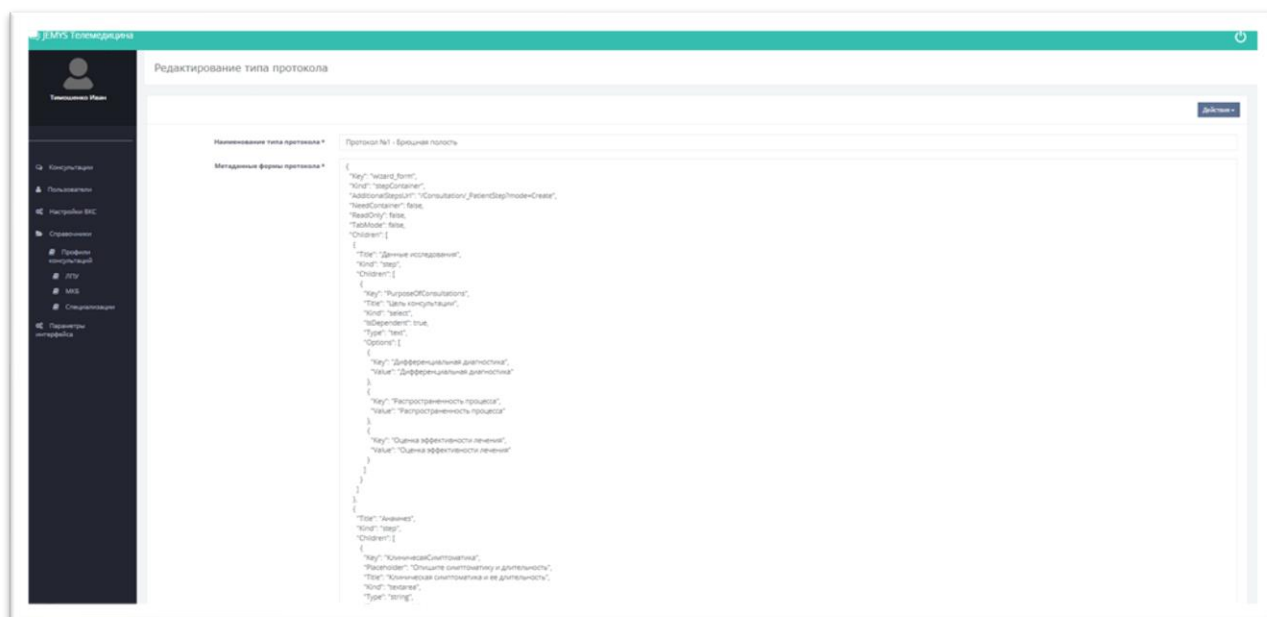 JEMYS Телемедицина
Тимошенко Иван
Консультации
Пользователи
Настройки ВКС
Справочники
Профили
консультаций
ЛПУ
МКБ
Специализации
Параметры
интерфейса
Редактирование типа протокола
Действия
Наименование типа протокола *
Протокол №1 - Брюшная полость
Метаданные формы протокола *
{
"Key": "wizard_form",
"Kind": "stepContainer",
"AdditionalStepsUrl": "/Consultation/_PatientStep?mode=Create",
"NeedContainer": false,
"ReadOnly": false,
"TabMode": false,
"Children": [
{
"Title": "Данные исследования",
"Kind": "step",
"Children": [
{
"Key": "PurposeOfConsultations",
"Title": "Цель консультации",
"Kind": "select",
"IsDependent": true,
"Type": "text",
"Options": [
{
"Key": "Дифференциальная диагностика",
"Value": "Дифференциальная диагностика"
},
{
"Key": "Распространенность процесса",
"Value": "Распространенность процесса"
},
{
"Key": "Оценка эффективности лечения",
"Value": "Оценка эффективности лечения"
}
]
}
]
},
{
"Title": "Анамнез",
"Kind": "step",
"Children": [
{
"Key": "КлиническаяСимптоматика",
"Placeholder": "Опишите симптоматику и длительность",
"Title": "Клиническая симптоматика и ее длительность",
"Kind": "textarea",
"Type": "string",